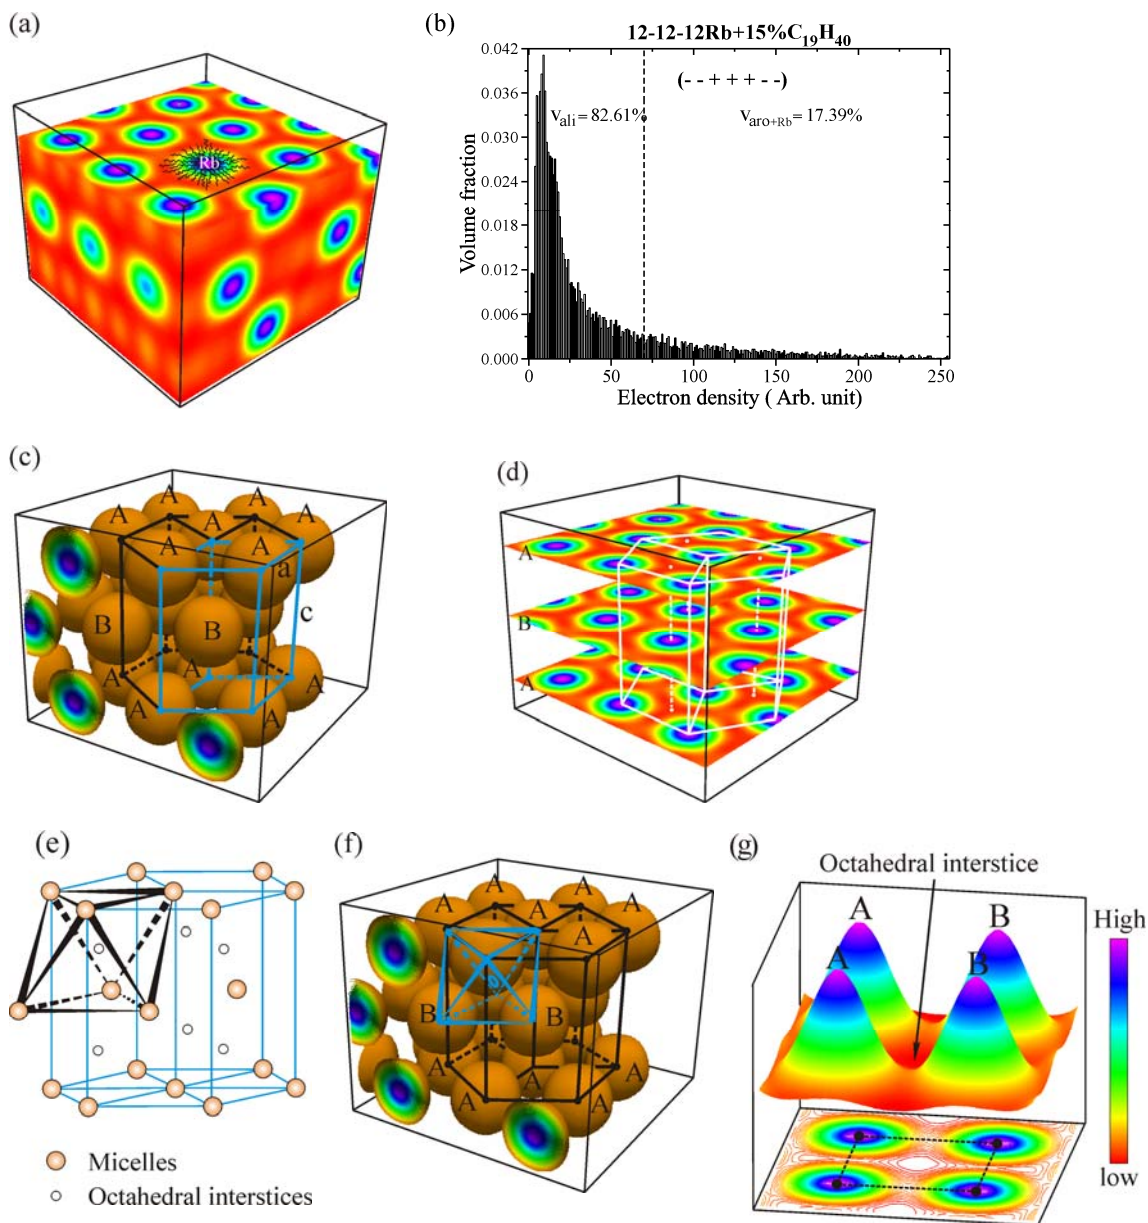 (a)
Rb
(b)
12-12-12Rb+15%C19H40
(- - + + + - -)
Vali = 82.61%
Varo+Rb = 17.39%
Volume fraction
0.042
0.036
0.030
0.024
0.018
0.012
0.006
0.000
0 50 100 150 200 250
Electron density ( Arb. unit)
(c)
A A A A A A A
a
c
B B
A A A A A
(d)
A
B
A
(e)
Micelles
Octahedral interstices
(f)
A A A A A A
B B
A A A A A
(g)
Octahedral interstice
A B
A B
High
low